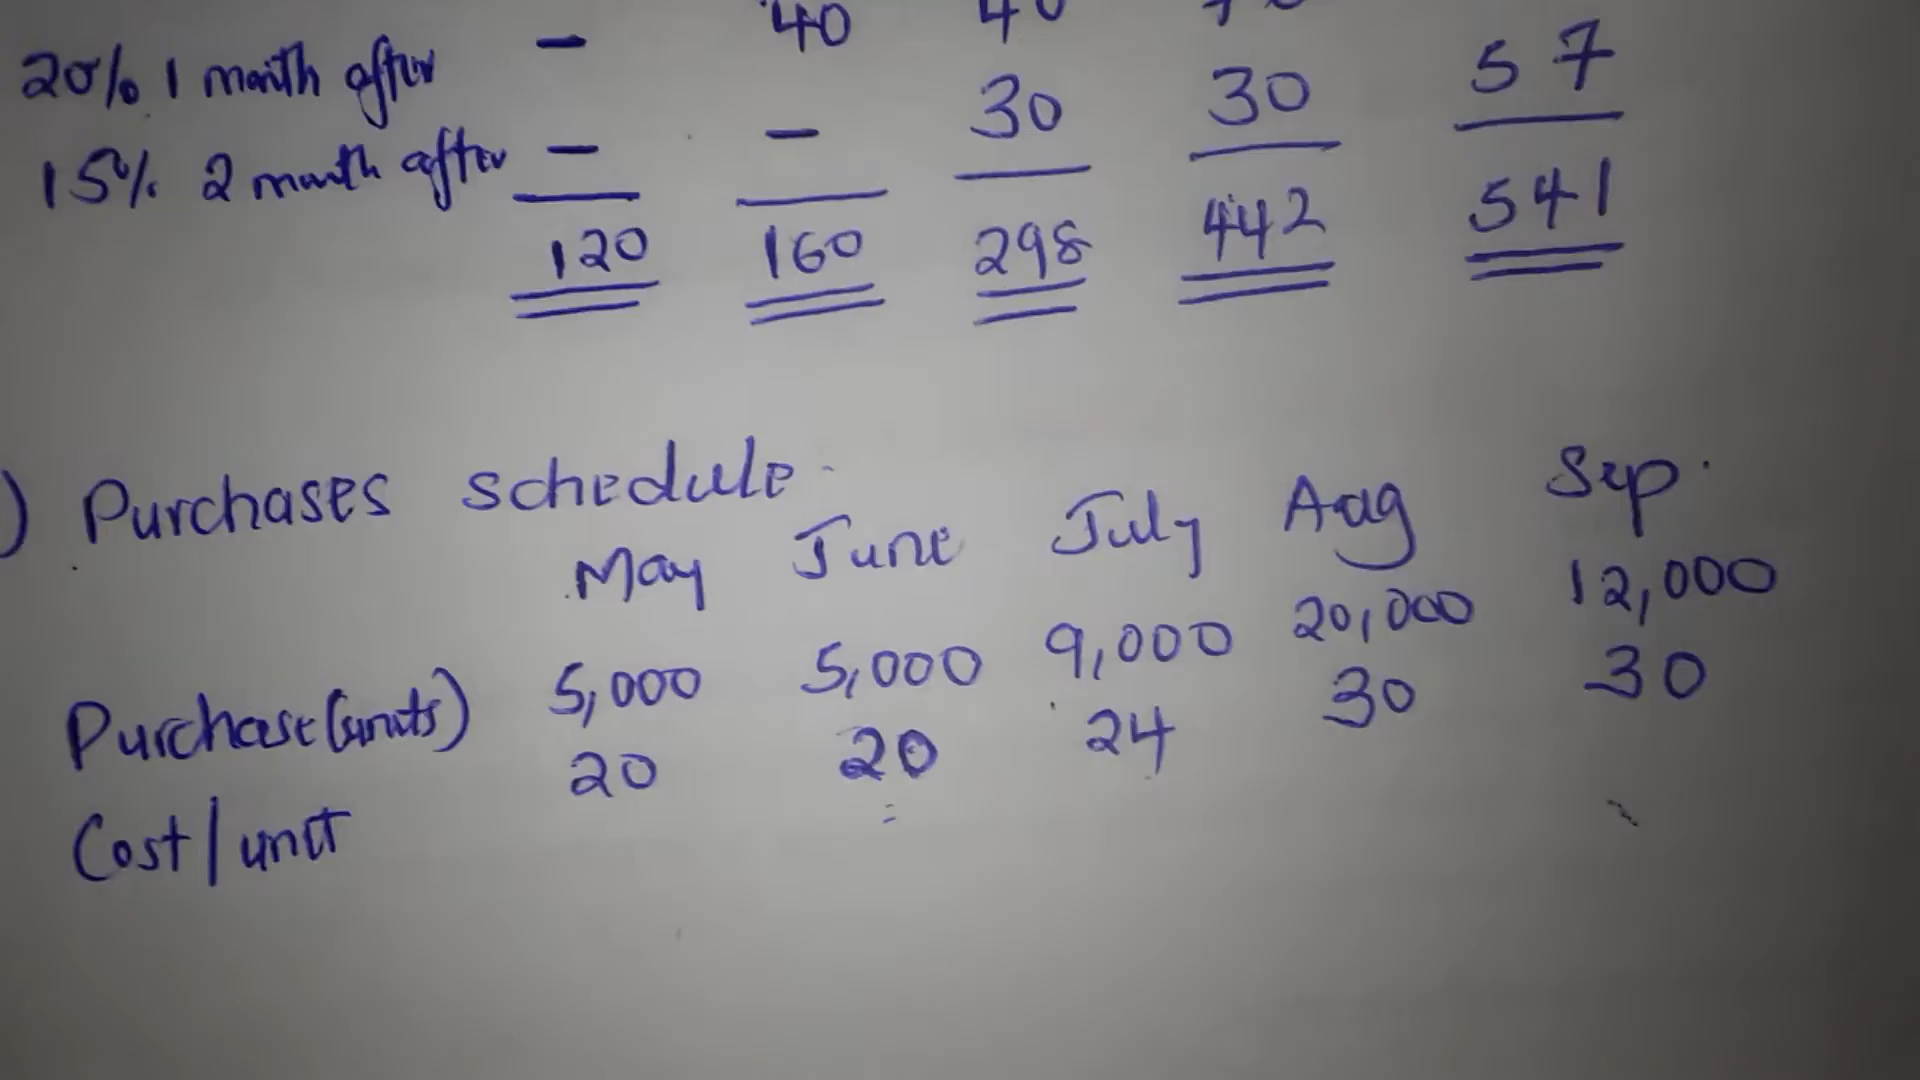 20% 1 month after - 40 40
15% 2 month after - - 30 30 57
120 160 298 442 541
) Purchases schedule.
May June July Aug Sep.
Purchase (units) 5,000 5,000 9,000 20,000 12,000
Cost/unit 20 20 24 30 30